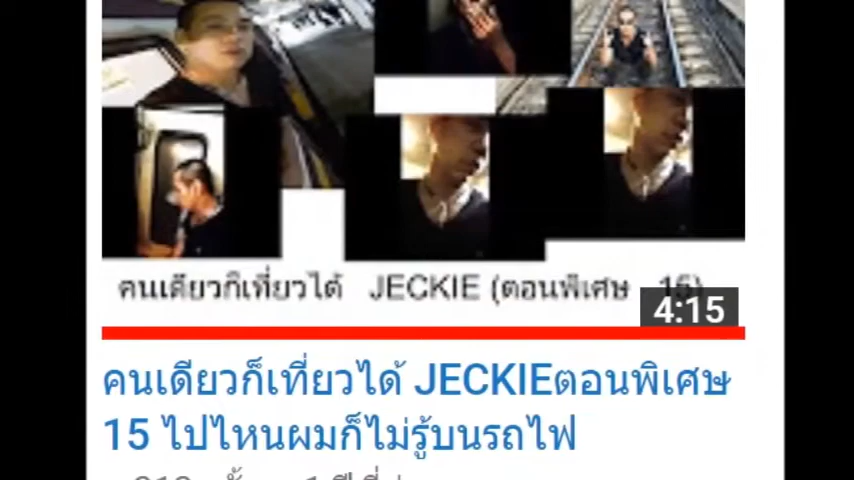 คนเดียวก็เที่ยวได้ JECKIE (ตอนพิเศษ 15)
4:15
คนเดียวก็เที่ยวได้ JECKIEตอนพิเศษ
15 ไปไหนผมก็ไม่รู้บนรถไฟ